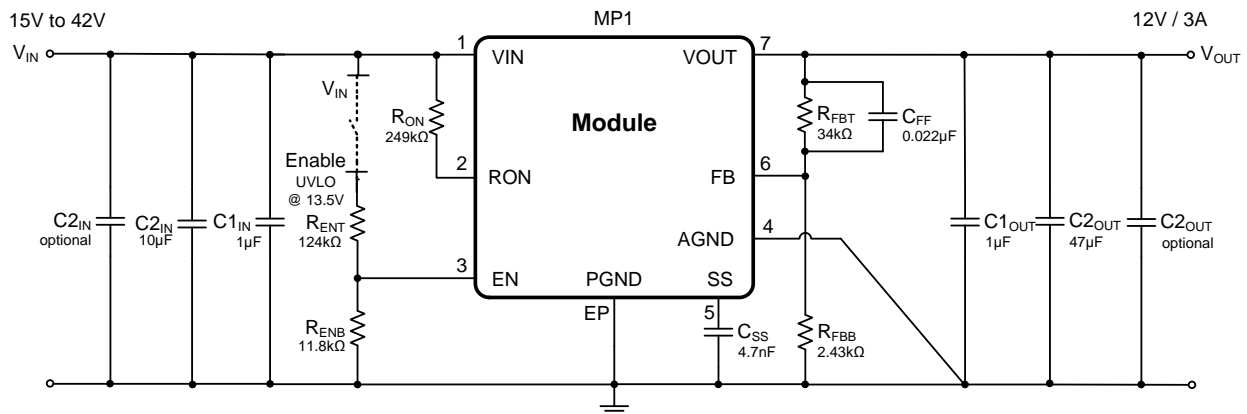 15V to 42V
MP1
12V / 3A
VIN
1
VIN
VOUT
7
VOUT
VIN
RON
249kΩ
Module
RFBT
34kΩ
CFF
0.022µF
Enable
UVLO
@ 13.5V
2
RON
FB
6
C2IN
optional
C2IN
10µF
C1IN
1µF
RENT
124kΩ
AGND
4
C1OUT
1µF
C2OUT
47µF
C2OUT
optional
3
EN
PGND
SS
EP
5
RENB
11.8kΩ
CSS
4.7nF
RFBB
2.43kΩ